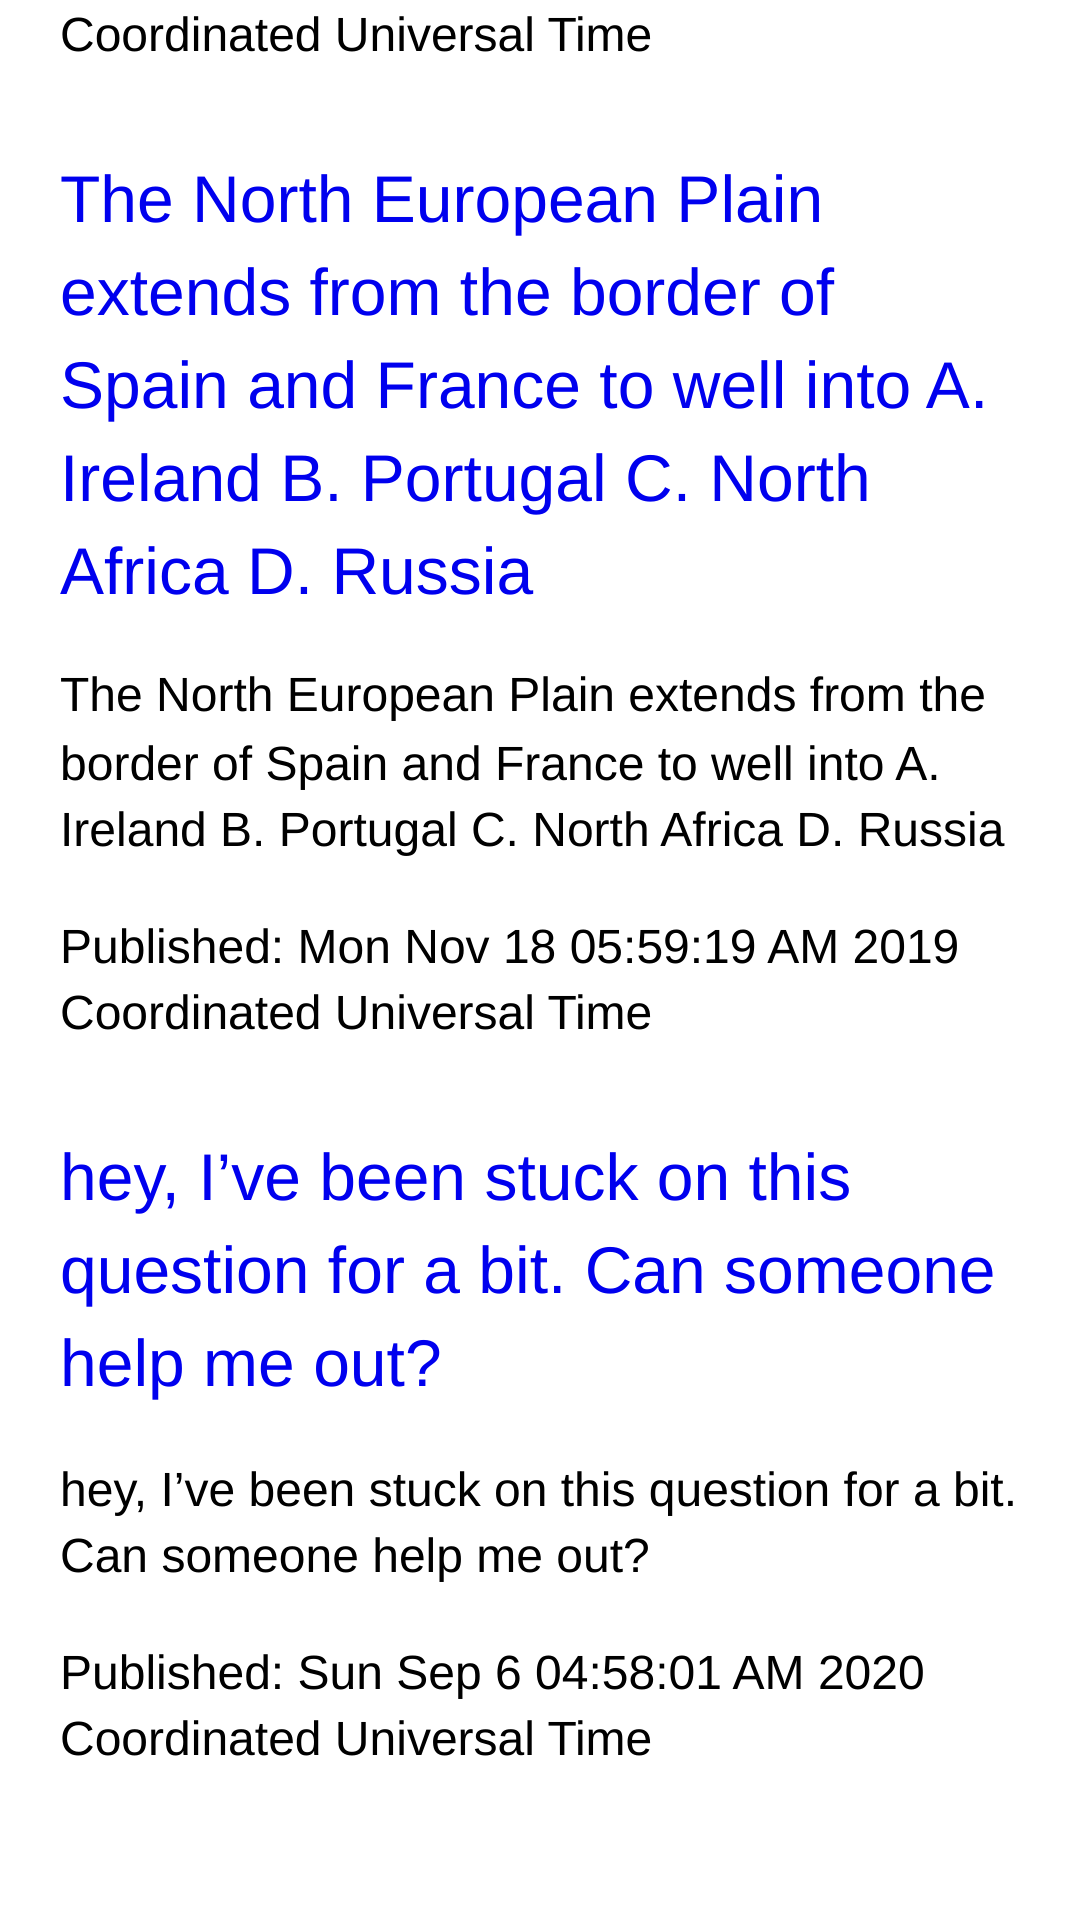 Coordinated Universal Time
The North European Plain
extends from the border of
Spain and France to well into A.
Ireland B. Portugal C. North
Africa D. Russia
The North European Plain extends from the
border of Spain and France to well into A.
Ireland B. Portugal C. North Africa D. Russia
Published: Mon Nov 18 05:59:19 AM 2019
Coordinated Universal Time
hey, I’ve been stuck on this
question for a bit. Can someone
help me out?
hey, I’ve been stuck on this question for a bit.
Can someone help me out?
Published: Sun Sep 6 04:58:01 AM 2020
Coordinated Universal Time